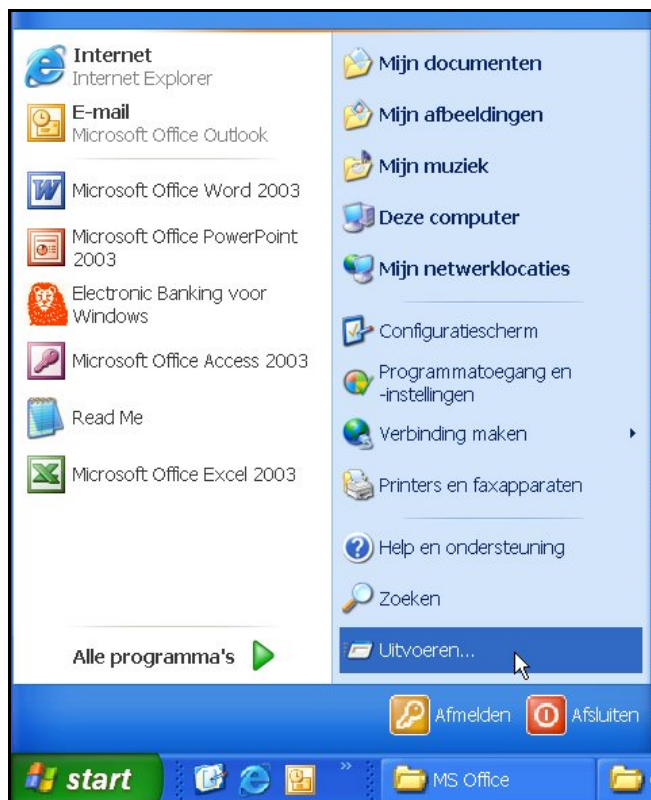 Internet
Internet Explorer
E-mail
Microsoft Office Outlook
Microsoft Office Word 2003
Microsoft Office PowerPoint
2003
Electronic Banking voor
Windows
Microsoft Office Access 2003
Read Me
Microsoft Office Excel 2003
Alle programma's
Mijn documenten
Mijn afbeeldingen
Mijn muziek
Deze computer
Mijn netwerklocaties
Configuratiescherm
Programmatoegang en
-instellingen
Verbinding maken
Printers en faxapparaten
Help en ondersteuning
Zoeken
Uitvoeren...
Afmelden
Afsluiten
start
MS Office